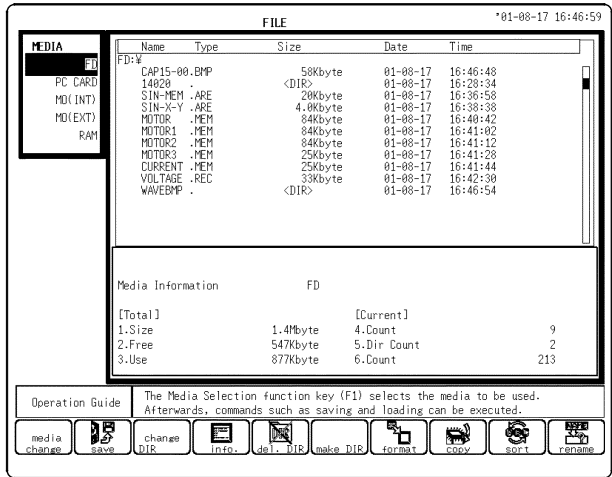 FILE
'01-08-17 16:46:59
MEDIA
FD
PC CARD
MO(INT)
MO(EXT)
RAM
Name Type Size Date Time
FD:¥
CAP15-00.BMP 58Kbyte 01-08-17 16:46:48
14020 . <DIR> 01-08-17 16:28:34
SIN-MEM .ARE 20Kbyte 01-08-17 16:36:58
SIN-X-Y .ARE 4.0Kbyte 01-08-17 16:38:38
MOTOR .MEM 84Kbyte 01-08-17 16:40:42
MOTOR1 .MEM 84Kbyte 01-08-17 16:41:02
MOTOR2 .MEM 84Kbyte 01-08-17 16:41:12
MOTOR3 .MEM 25Kbyte 01-08-17 16:41:28
CURRENT .MEM 25Kbyte 01-08-17 16:41:44
VOLTAGE .REC 33Kbyte 01-08-17 16:42:30
WAVEBMP . <DIR> 01-08-17 16:46:54
Media Information FD
[Total] [Current]
1.Size 1.4Mbyte 4.Count 9
2.Free 547Kbyte 5.Dir Count 2
3.Use 877Kbyte 6.Count 213
Operation Guide
The Media Selection function key (F1) selects the media to be used.
Afterwards, commands such as saving and loading can be executed.
media change
save
change DIR
info.
del. DIR
make DIR
format
copy
sort
rename